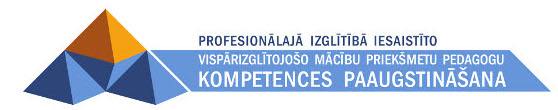 PROFESIONĀLAJĀ IZGLĪTĪBĀ IESAISTĪTO
VISPĀRIZGLĪTOJOŠO MĀCĪBU PRIEKŠMETU PEDAGOGU
KOMPETENCES PAAUGSTINĀŠANA